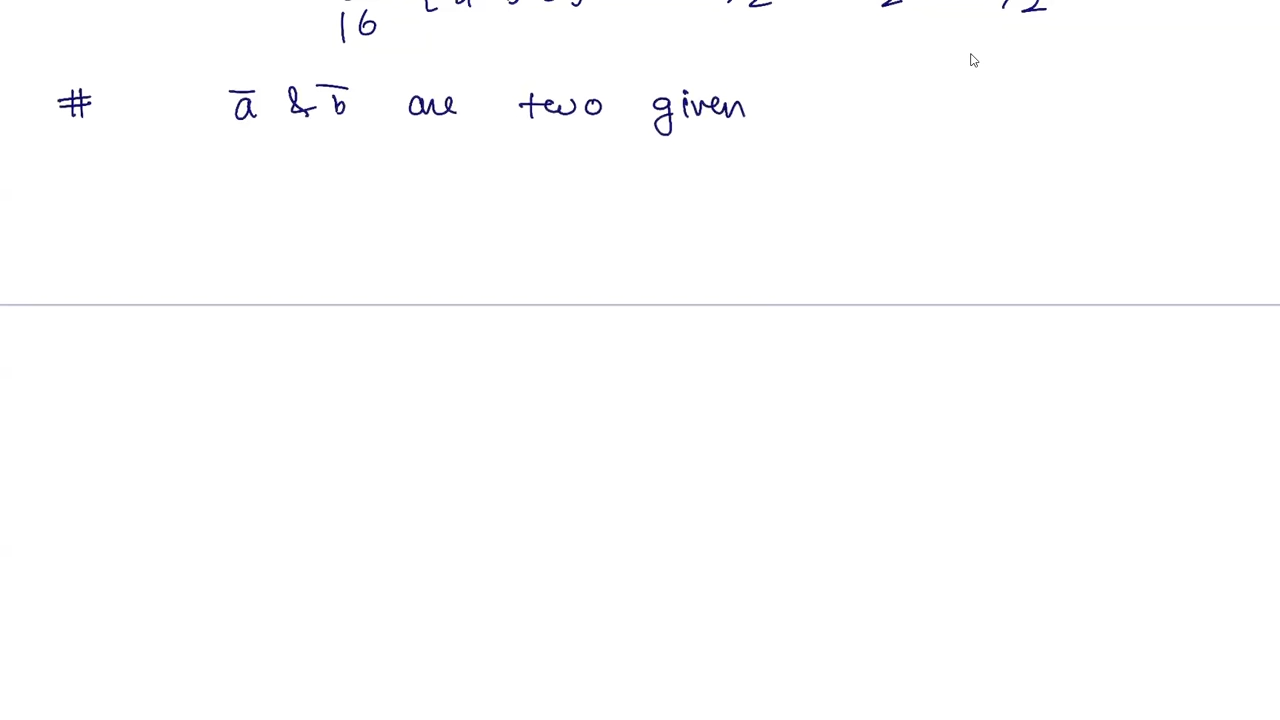 16
# a̅ & b̅ are two given